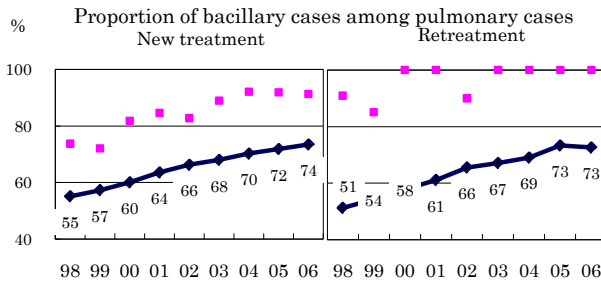 Proportion of bacillary cases among pulmonary cases
%
New treatment
Retreatment
100
80
60
40
55 57 60 64 66 68 70 72 74
51 54 58 61 66 67 69 73 73
98 99 00 01 02 03 04 05 06
98 99 00 01 02 03 04 05 06